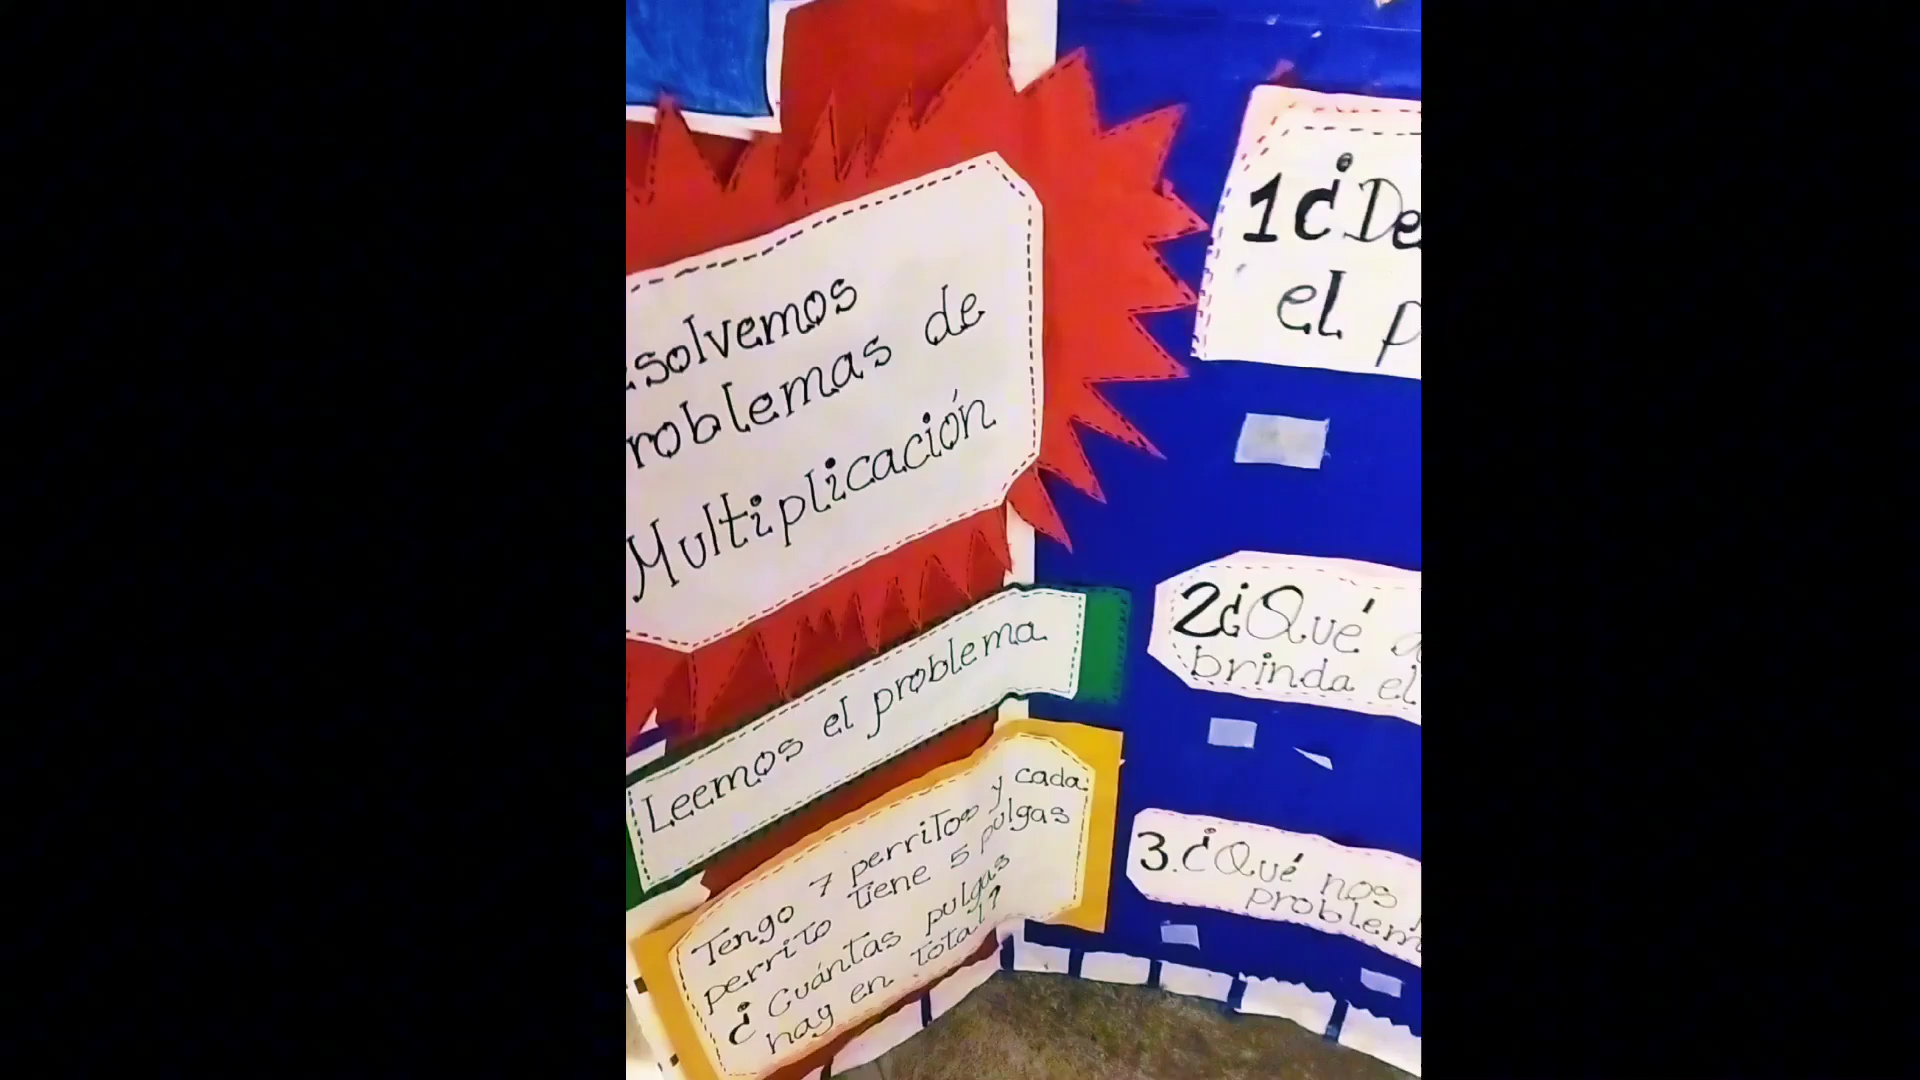 solvemos
roblemas de
Multiplicación
Leemos el problema
Tengo 7 perritos y cada
perrito tiene 5 pulgas
¿Cuántas pulgas
hay en total?
1¿De
el p
2¿Qué
brinda el
3.¿Qué nos
problem